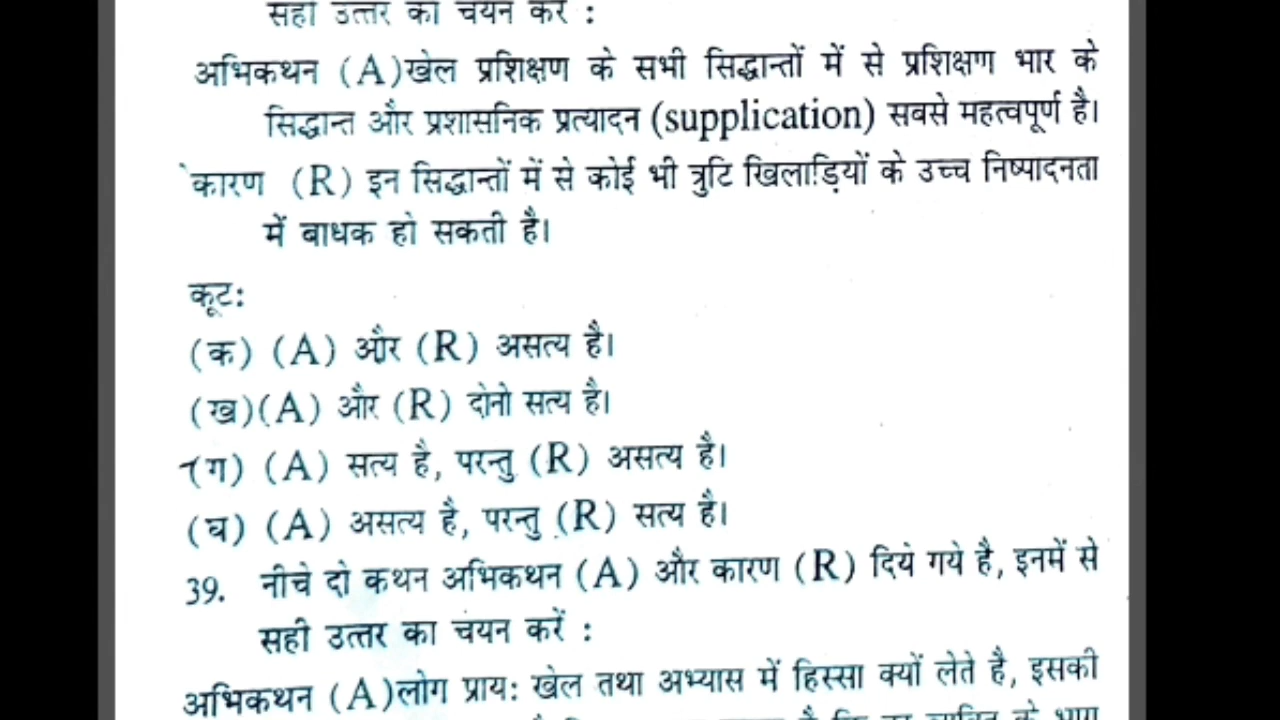 सही उत्तर का चयन करें :
अभिकथन (A)खेल प्रशिक्षण के सभी सिद्धान्तों में से प्रशिक्षण भार के
सिद्धान्त और प्रशासनिक प्रत्यादन (supplication) सबसे महत्वपूर्ण है।
कारण (R) इन सिद्धान्तों में से कोई भी त्रुटि खिलाड़ियों के उच्च निष्पादनता
में बाधक हो सकती है।
कूट:
(क) (A) और (R) असत्य है।
(ख)(A) और (R) दोनो सत्य है।
(ग) (A) सत्य है, परन्तु (R) असत्य है।
(घ) (A) असत्य है, परन्तु (R) सत्य है।
39. नीचे दो कथन अभिकथन (A) और कारण (R) दिये गये है, इनमें से
सही उत्तर का चयन करें :
अभिकथन (A)लोग प्राय: खेल तथा अभ्यास में हिस्सा क्यों लेते है, इसकी